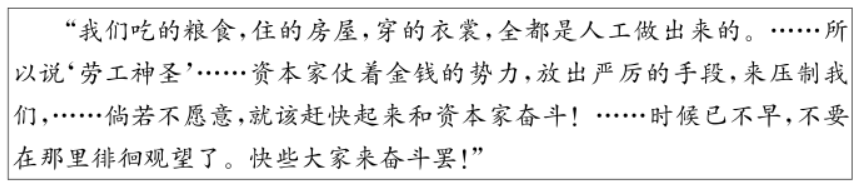 “我们吃的粮食,住的房屋,穿的衣裳,全都是人工做出来的。……所
以说‘劳工神圣’……资本家仗着金钱的势力,放出严厉的手段,来压制我
们,……倘若不愿意,就该赶快起来和资本家奋斗！……时候已不早,不要
在那里徘徊观望了。快些大家来奋斗罢!”